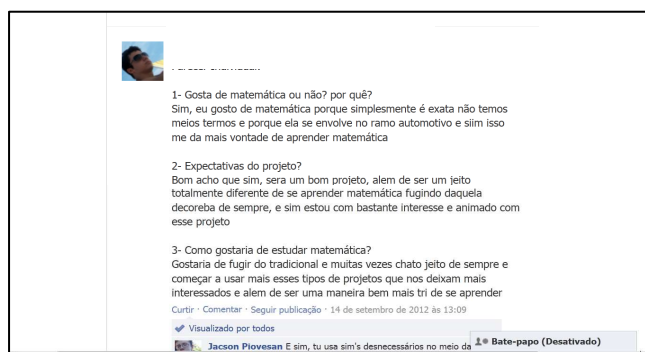 1- Gosta de matemática ou não? por quê?
Sim, eu gosto de matemática porque simplesmente é exata não temos
meios termos e porque ela se envolve no ramo automotivo e siim isso
me da mais vontade de aprender matemática
2- Expectativas do projeto?
Bom acho que sim, sera um bom projeto, alem de ser um jeito
totalmente diferente de se aprender matemática fugindo daquela
decoreba de sempre, e sim estou com bastante interesse e animado com
esse projeto
3- Como gostaria de estudar matemática?
Gostaria de fugir do tradicional e muitas vezes chato jeito de sempre e
começar a usar mais esses tipos de projetos que nos deixam mais
interessados e alem de ser uma maneira bem mais tri de se aprender
Curtir · Comentar · Seguir publicação · 14 de setembro de 2012 às 13:09
Visualizado por todos
Jacson Piovesan E sim, tu usa sim's desnecessários no meio da
Bate-papo (Desativado)